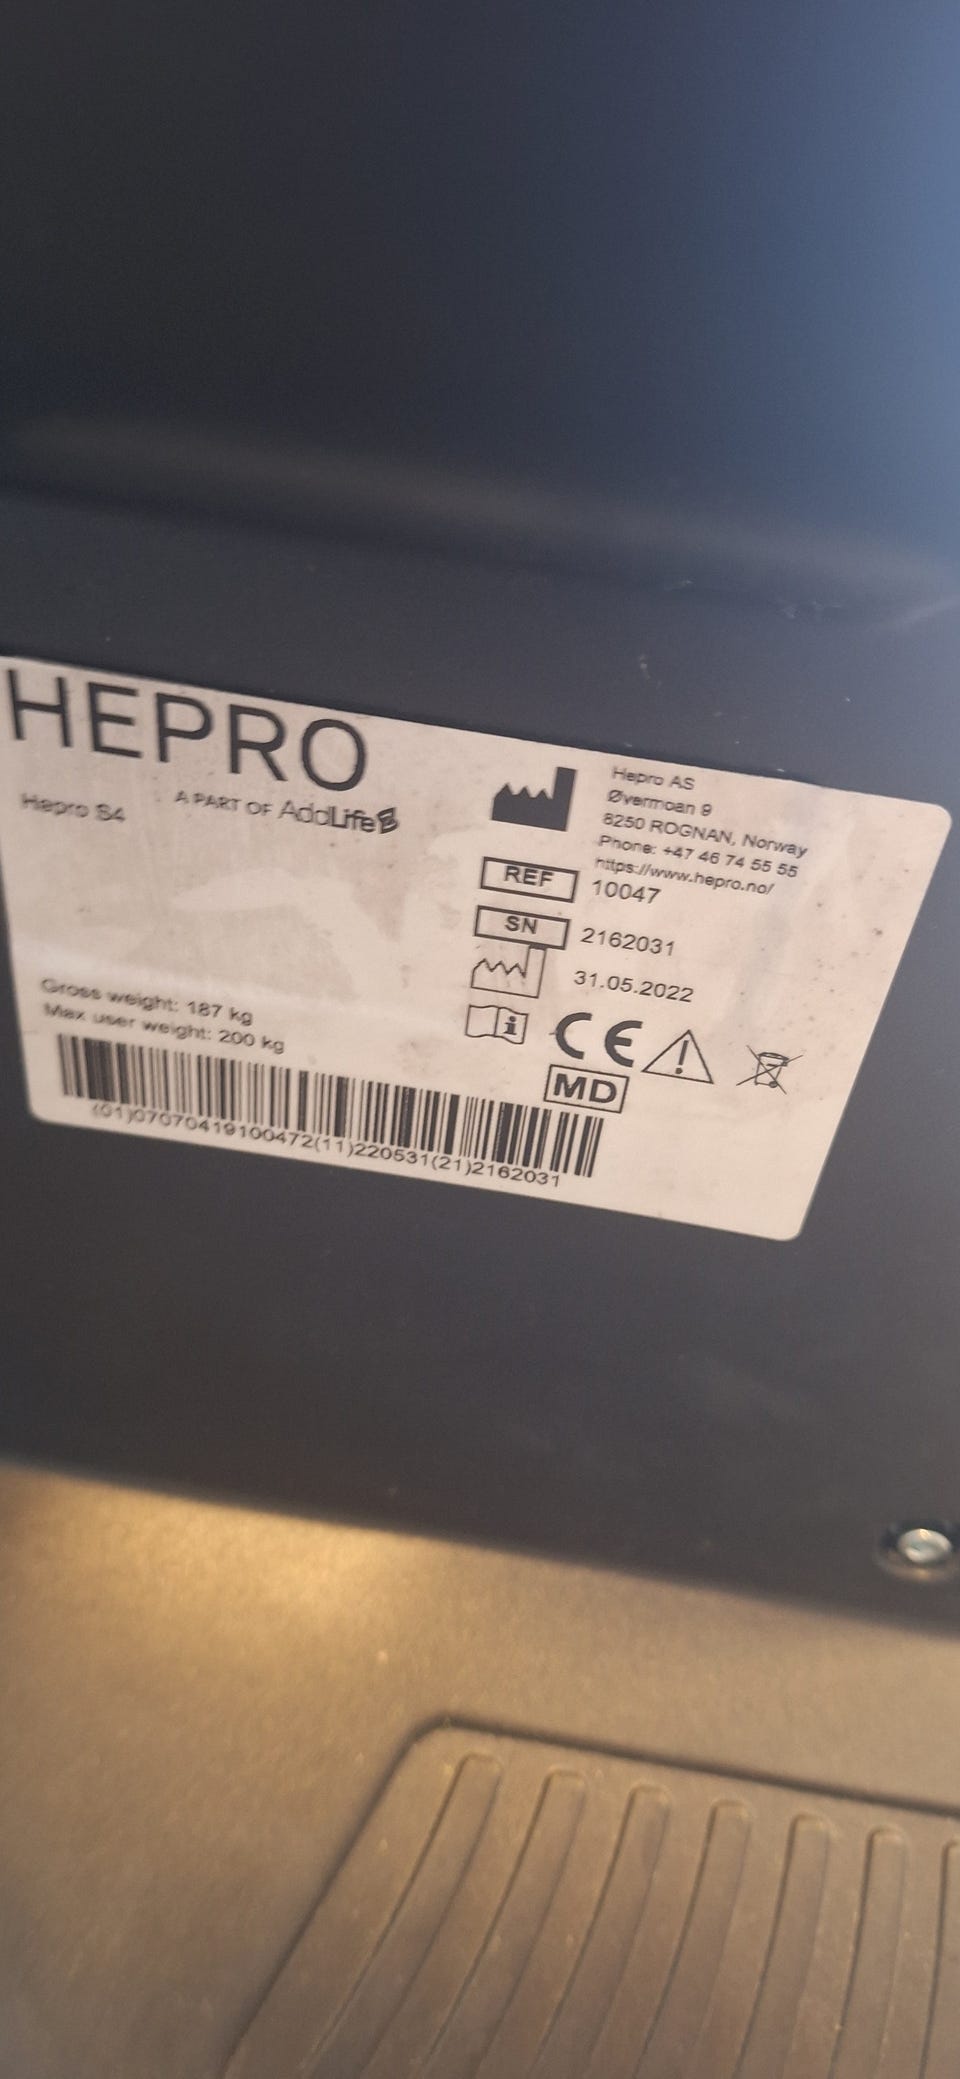 HEPRO
A PART OF AddLife
Hepro S4
Hepro AS
Øvermoan 9
8250 ROGNAN, Norway
Phone: +47 46 74 55 55
https://www.hepro.no/
REF 10047
SN 2162031
31.05.2022
Gross weight: 187 kg
Max user weight: 200 kg
i CE
MD
(01)07070419100472(11)220531(21)2162031